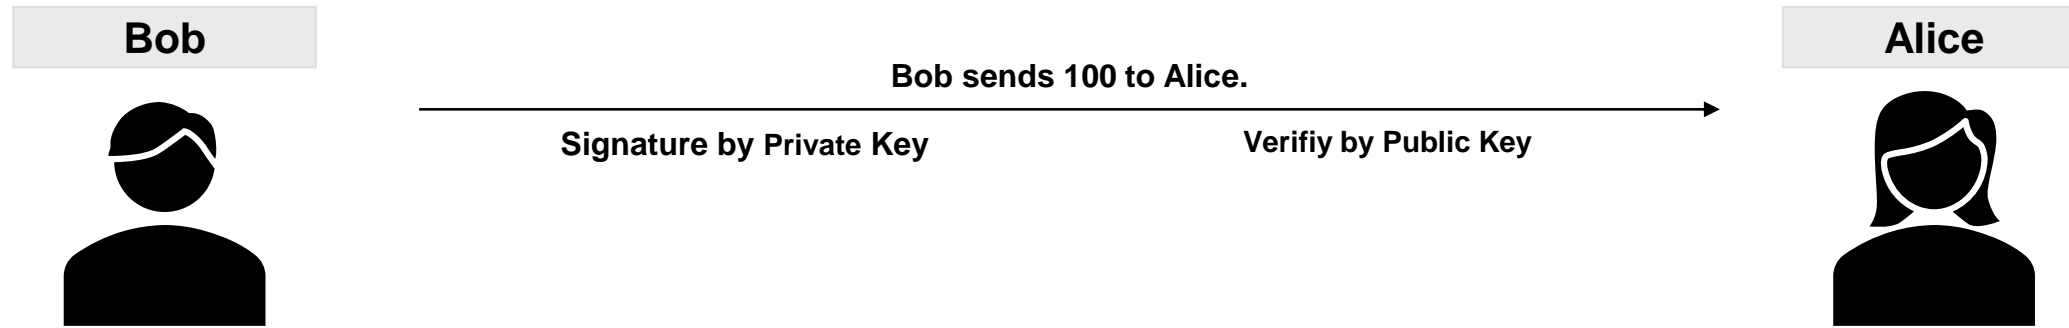 Bob
Alice
Bob sends 100 to Alice.
Signature by Private Key
Verifiy by Public Key